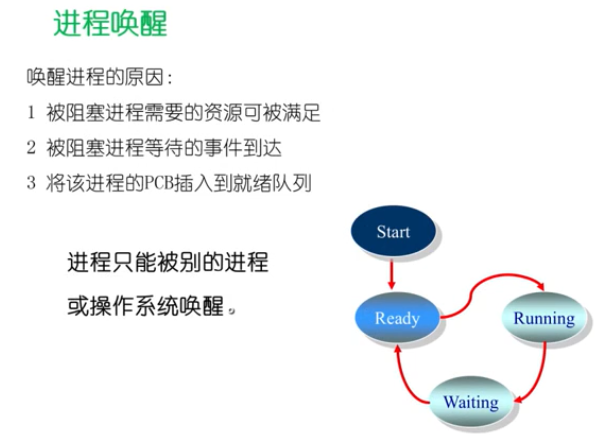 进程唤醒
唤醒进程的原因：
1 被阻塞进程需要的资源可被满足
2 被阻塞进程等待的事件到达
3 将该进程的PCB插入到就绪队列
进程只能被别的进程
或操作系统唤醒。
Start
Ready
Running
Waiting